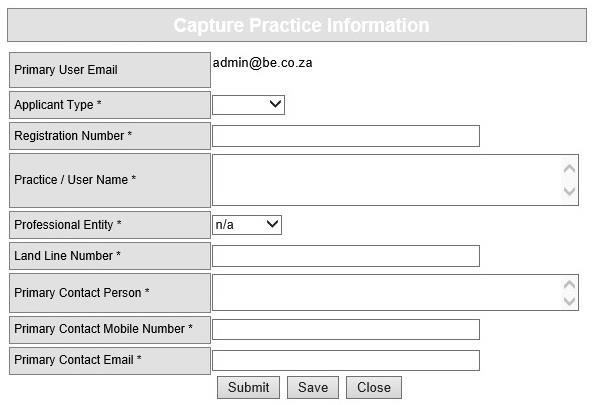 Capture Practice Information
Primary User Email admin@be.co.za
Applicant Type *
Registration Number *
Practice / User Name *
Professional Entity * n/a
Land Line Number *
Primary Contact Person *
Primary Contact Mobile Number *
Primary Contact Email *
Submit Save Close